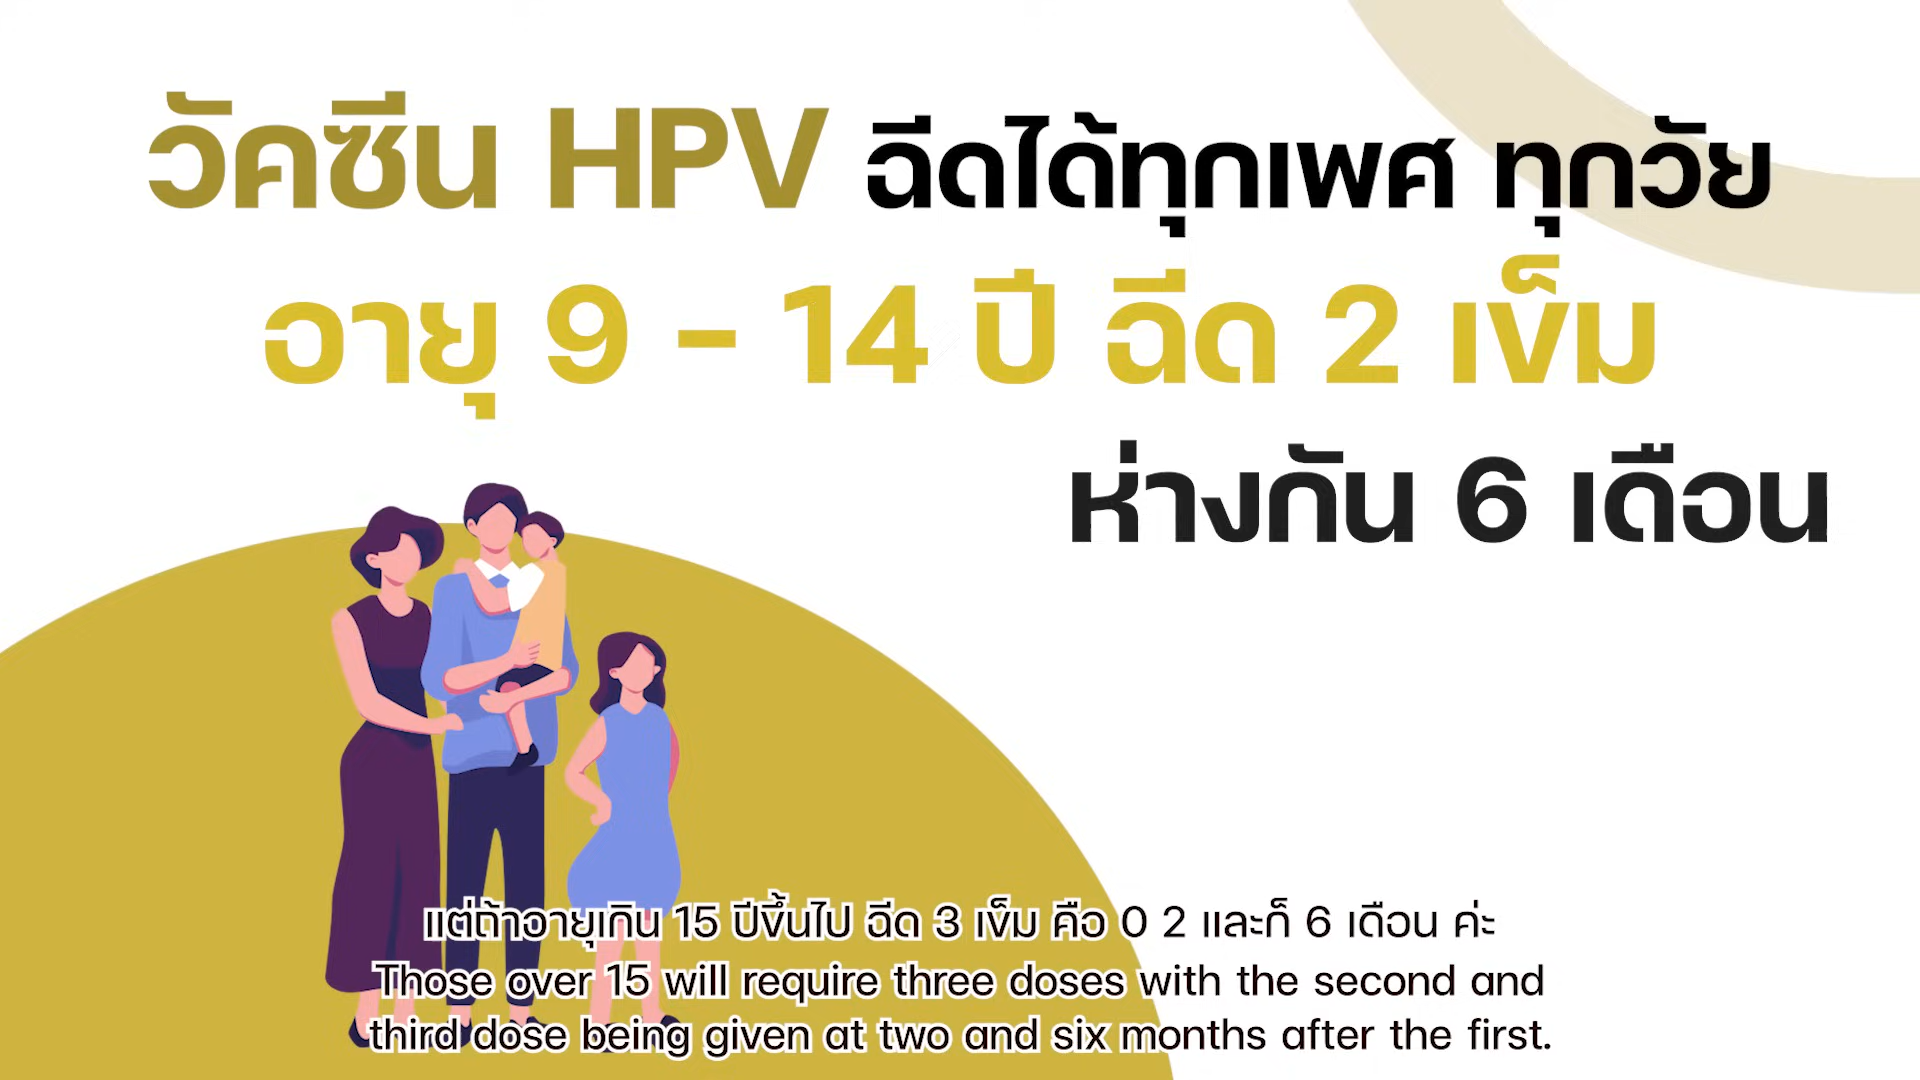 วัคซีน HPV ฉีดได้ทุกเพศ ทุกวัย
อายุ 9 - 14 ปี ฉีด 2 เข็ม
ห่างกัน 6 เดือน
แต่ถ้าอายุเกิน 15 ปีขึ้นไป ฉีด 3 เข็ม คือ 0 2 และก็ 6 เดือน ค่ะ
Those over 15 will require three doses with the second and
third dose being given at two and six months after the first.